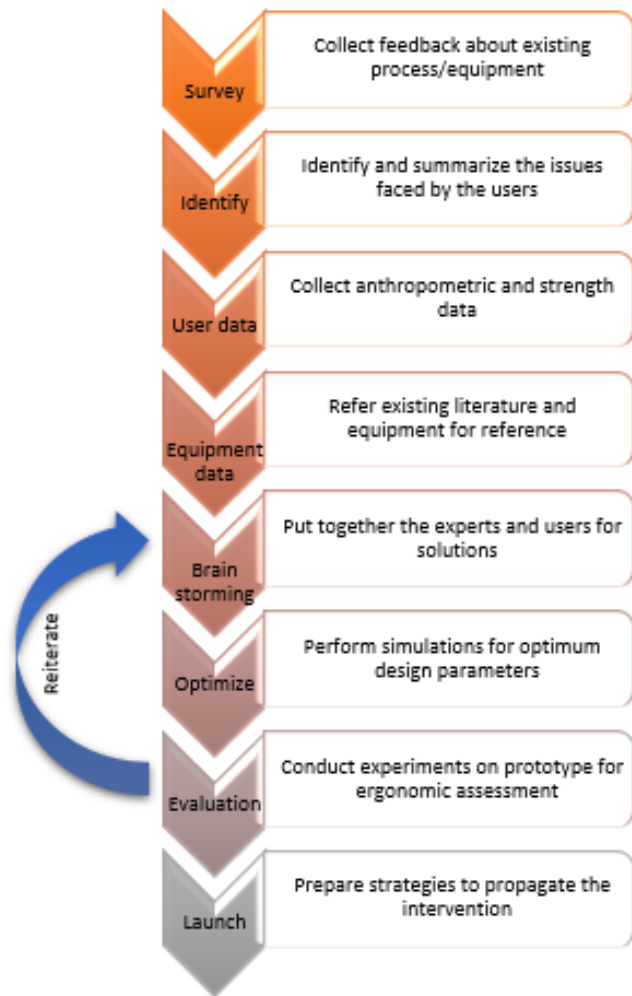 Survey
Collect feedback about existing
process/equipment
Identify
Identify and summarize the issues
faced by the users
User data
Collect anthropometric and strength
data
Equipment
data
Refer existing literature and
equipment for reference
Brain
storming
Put together the experts and users for
solutions
Optimize
Perform simulations for optimum
design parameters
Evaluation
Conduct experiments on prototype for
ergonomic assessment
Launch
Prepare strategies to propagate the
intervention
Reiterate